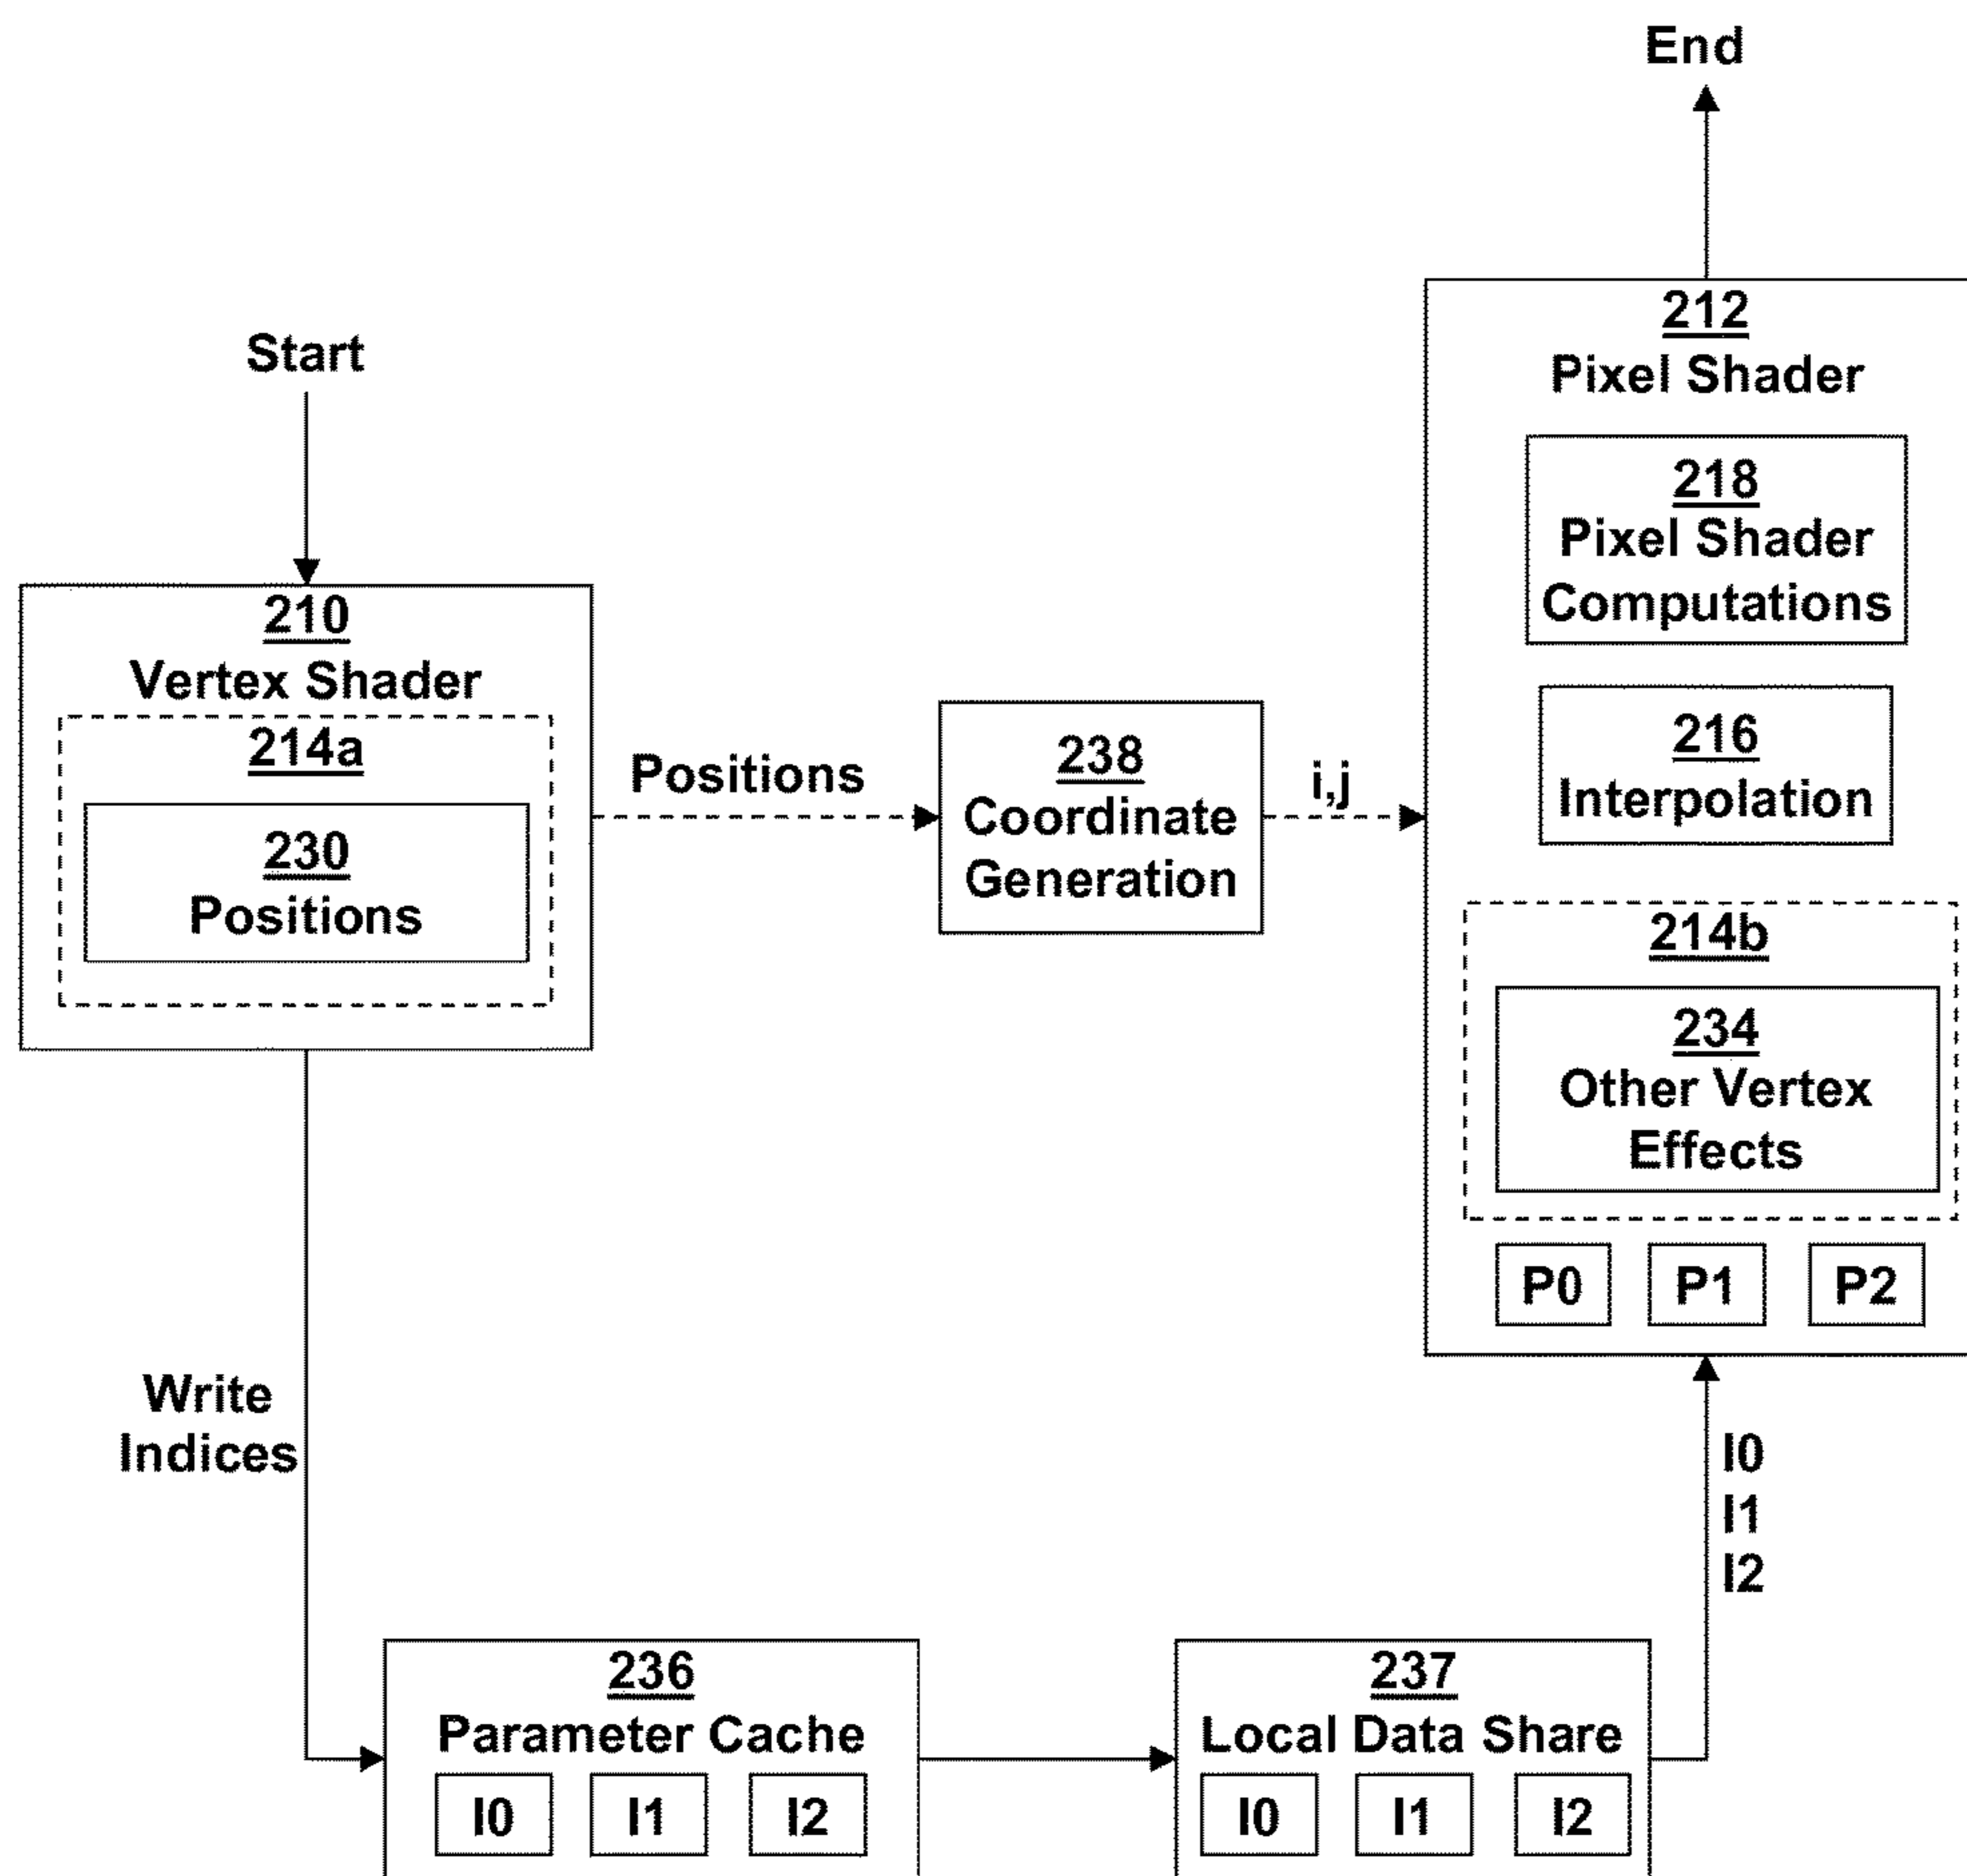 End
Start
210
Vertex Shader
214a
230
Positions
Positions
238
Coordinate
Generation
i,j
212
Pixel Shader
218
Pixel Shader
Computations
216
Interpolation
214b
234
Other Vertex
Effects
P0 P1 P2
Write
Indices
236
Parameter Cache
I0 I1 I2
237
Local Data Share
I0 I1 I2
I0
I1
I2